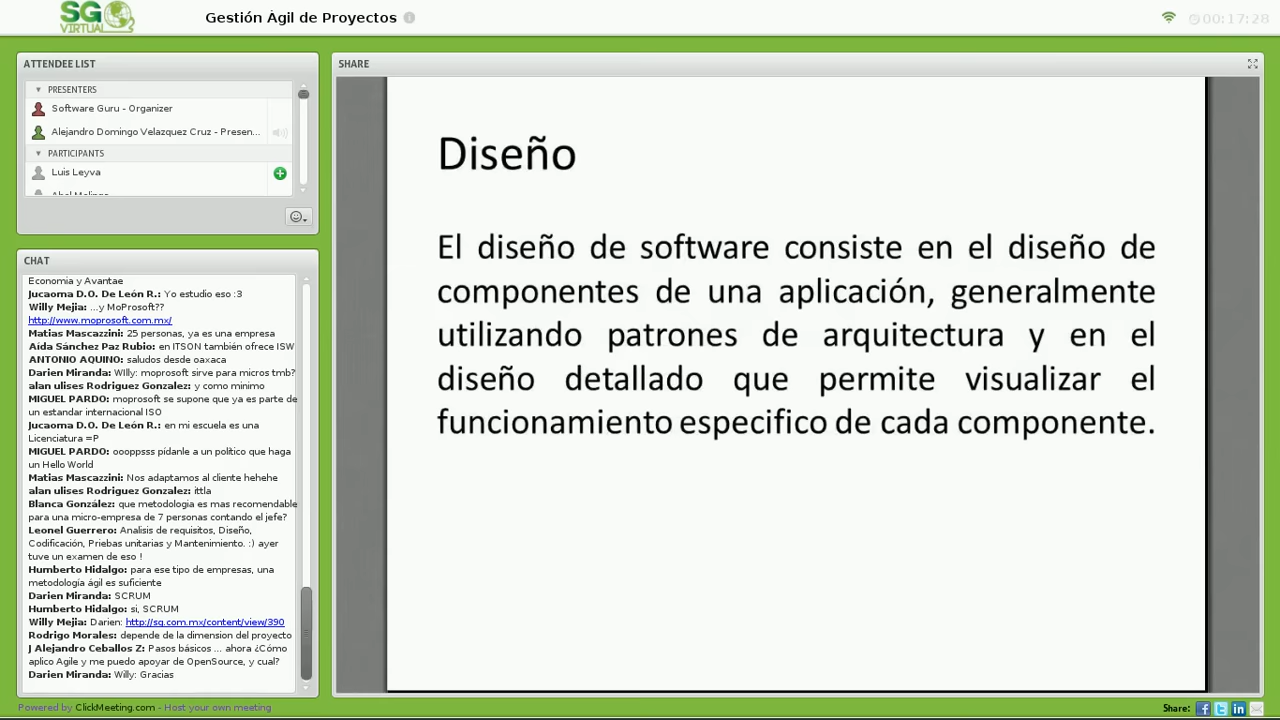 SG
VIRTUAL
Gestión Ágil de Proyectos
00:17:28
ATTENDEE LIST
PRESENTERS
Software Guru - Organizer
Alejandro Domingo Velazquez Cruz - Presen...
PARTICIPANTS
Luis Leyva
CHAT
Economia y Avantae
Jucaoma D.O. De León R.: Yo estudio eso :3
Willy Mejia: ...y MoProsoft??
http://www.moprosoft.com.mx/
Matias Mascazzini: 25 personas, ya es una empresa
Aída Sánchez Paz Rubio: en ITSON también ofrece ISW
ANTONIO AQUINO: saludos desde oaxaca
Darien Miranda: WIlly: moprosoft sirve para micros tmb?
alan ulises Rodriguez Gonzalez: y como minimo
MIGUEL PARDO: moprosoft se supone que ya es parte de
un estandar internacional ISO
Jucaoma D.O. De León R.: en mi escuela es una
Licenciatura =P
MIGUEL PARDO: oooppsss pídanle a un político que haga
un Hello World
Matias Mascazzini: Nos adaptamos al cliente hehehe
alan ulises Rodriguez Gonzalez: ittla
Blanca González: que metodologia es mas recomendable
para una micro-empresa de 7 personas contando el jefe?
Leonel Guerrero: Analisis de requisitos, Diseño,
Codificación, Priebas unitarias y Mantenimiento. :) ayer
tuve un examen de eso !
Humberto Hidalgo: para ese tipo de empresas, una
metodología ágil es suficiente
Darien Miranda: SCRUM
Humberto Hidalgo: si, SCRUM
Willy Mejia: Darien: http://sg.com.mx/content/view/390
Rodrigo Morales: depende de la dimension del proyecto
J Alejandro Ceballos Z: Pasos básicos ... ahora ¿Cómo
aplico Agile y me puedo apoyar de OpenSource, y cual?
Darien Miranda: Willy: Gracias
SHARE
Diseño
El diseño de software consiste en el diseño de
componentes de una aplicación, generalmente
utilizando patrones de arquitectura y en el
diseño detallado que permite visualizar el
funcionamiento especifico de cada componente.
Powered by ClickMeeting.com - Host your own meeting
Share: